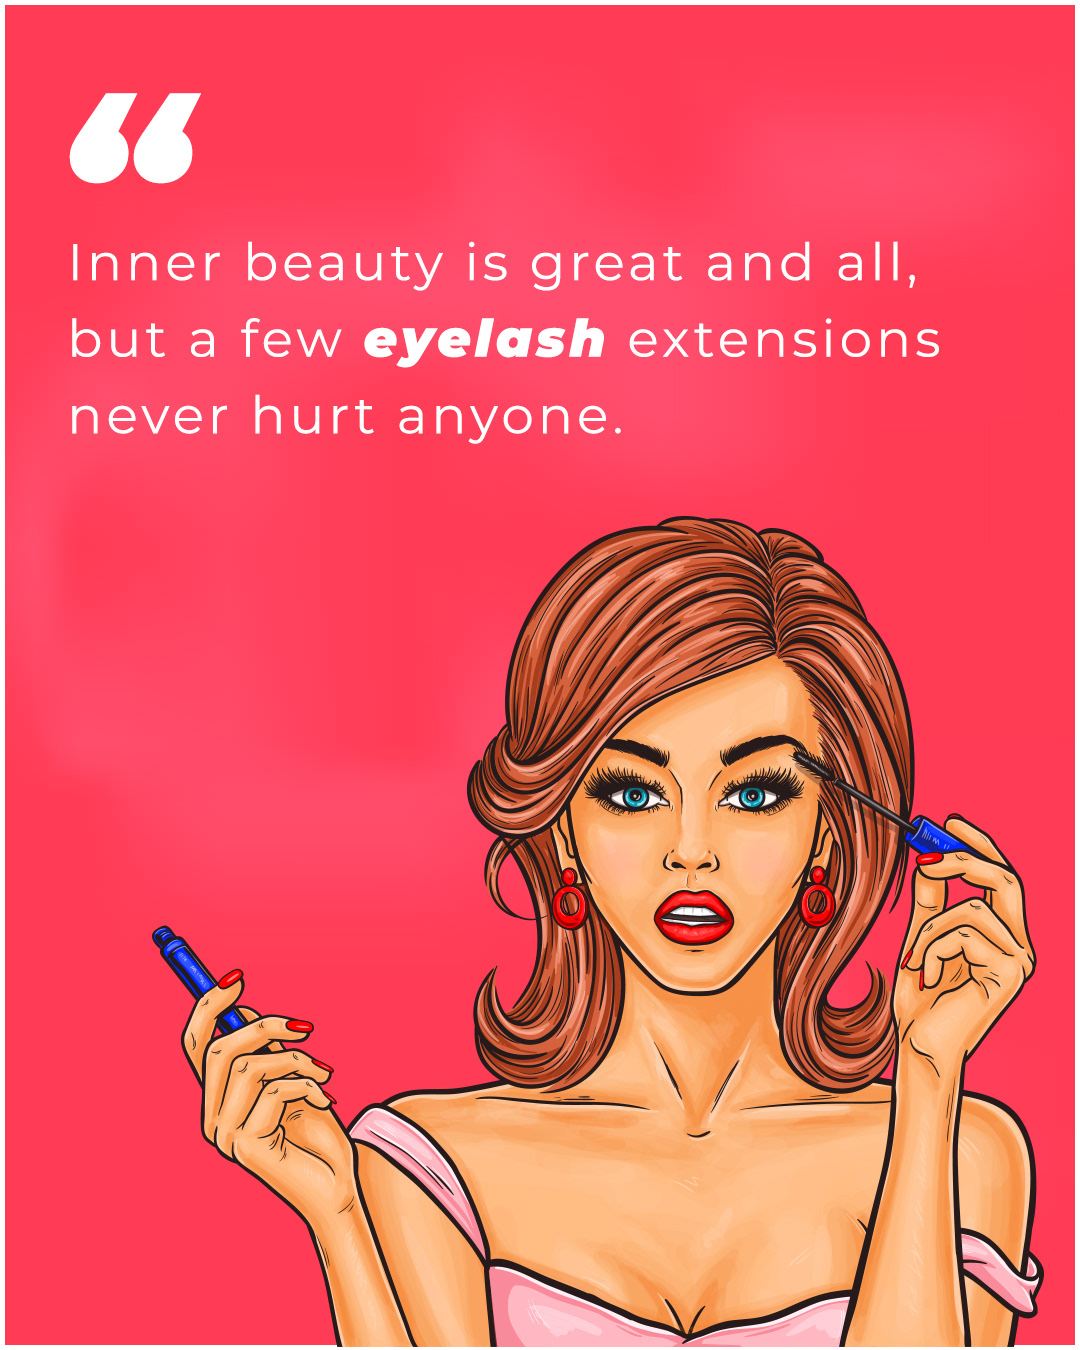 “
Inner beauty is great and all,
but a few eyelash extensions
never hurt anyone.